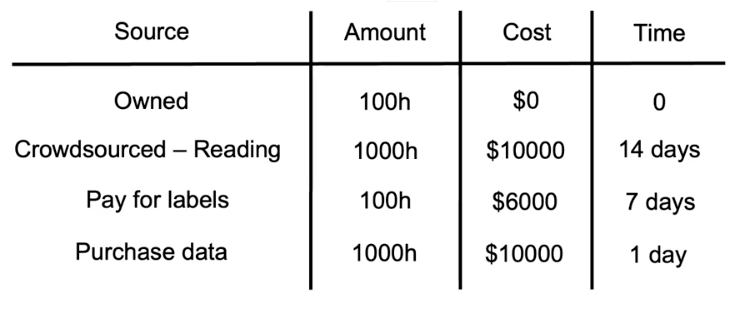 Source Amount Cost Time
Owned 100h $0 0
Crowdsourced – Reading 1000h $10000 14 days
Pay for labels 100h $6000 7 days
Purchase data 1000h $10000 1 day